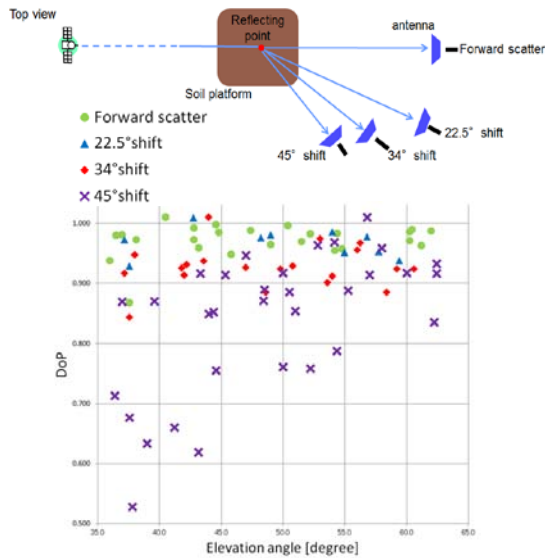 Top view
Reflecting
point
antenna
Forward scatter
Soil platform
22.5° shift
34° shift
45° shift
Forward scatter
22.5°shift
34°shift
45°shift
1.000
0.900
0.800
0.700
0.600
0.500
DoP
35.0 40.0 45.0 50.0 55.0 60.0 65.0
Elevation angle [degree]